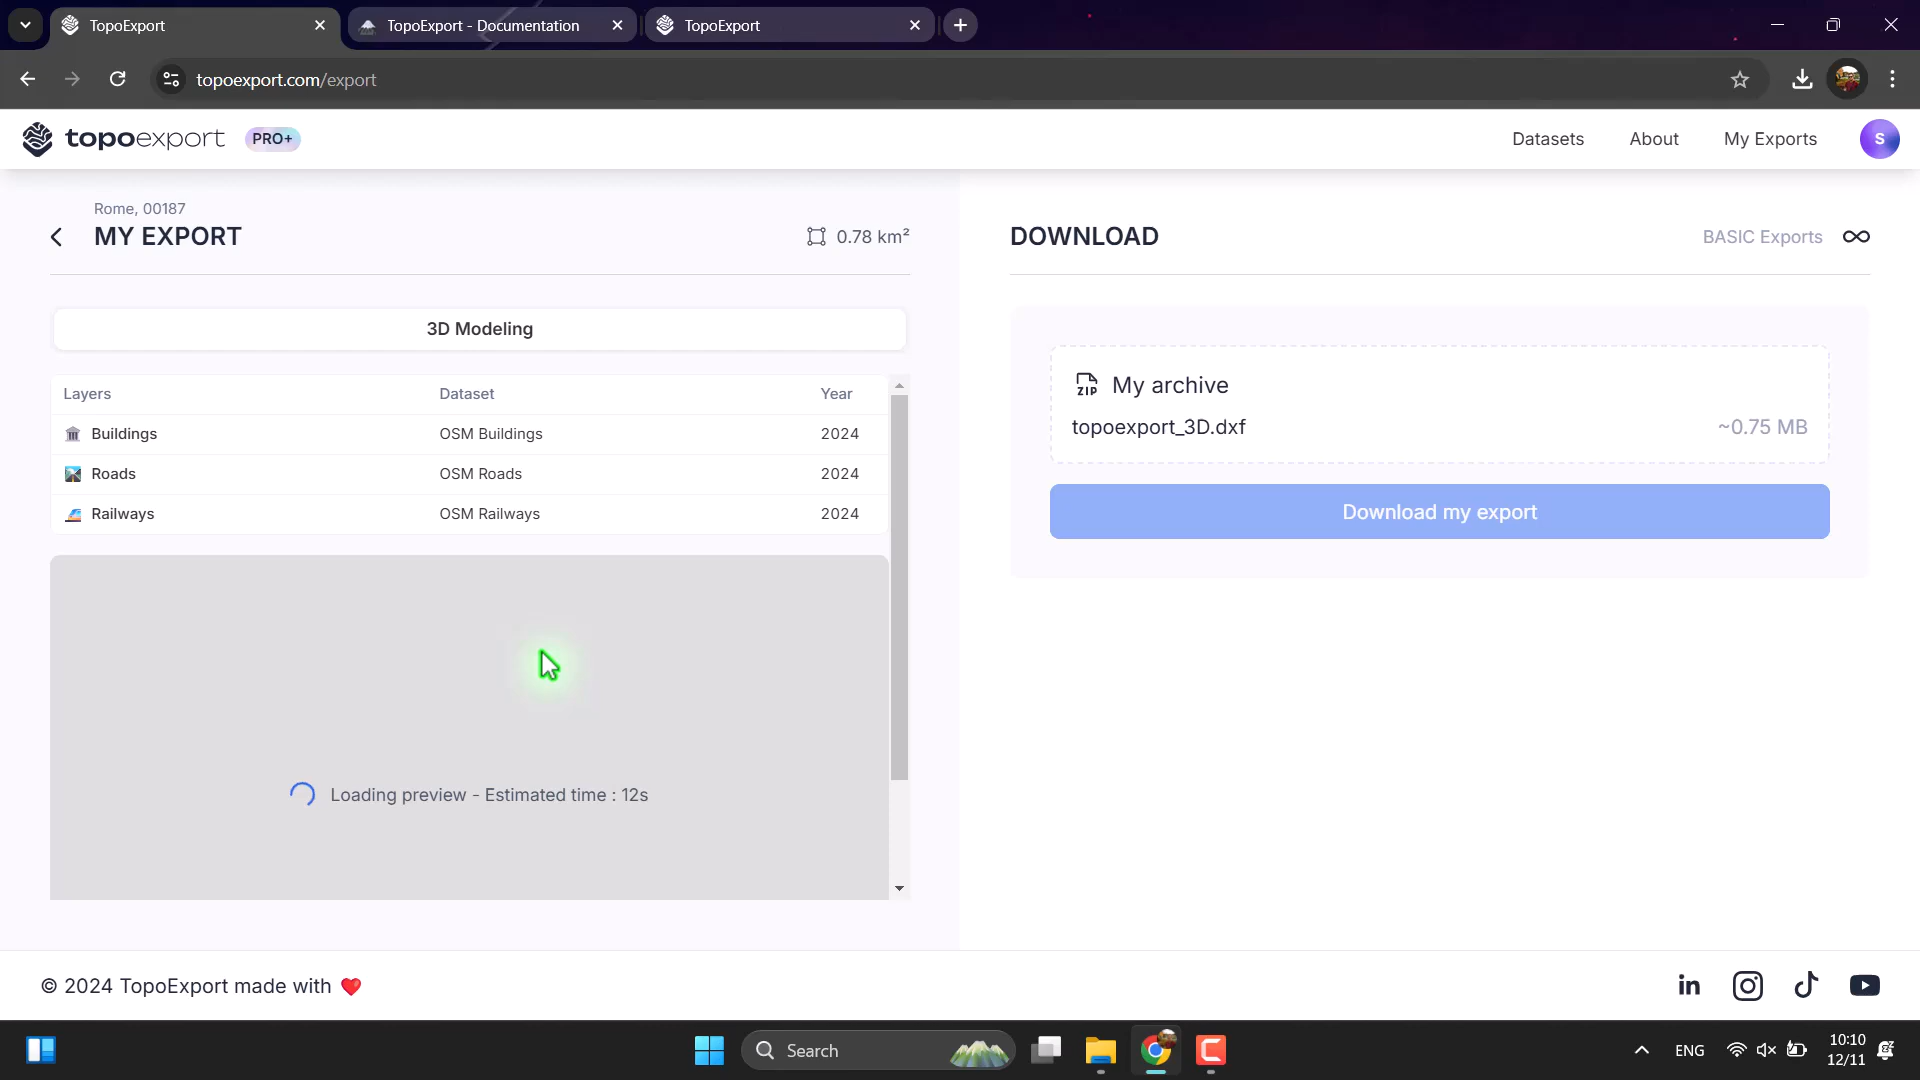 TopoExport
TopoExport - Documentation
TopoExport
topoexport.com/export
topoexport PRO+
Datasets
About
My Exports
S
Rome, 00187
MY EXPORT
0.78 km²
3D Modeling
Layers Dataset Year
Buildings OSM Buildings 2024
Roads OSM Roads 2024
Railways OSM Railways 2024
Loading preview - Estimated time : 12s
DOWNLOAD
BASIC Exports
ZIP My archive
topoexport_3D.dxf ~0.75 MB
Download my export
© 2024 TopoExport made with ❤️
in
Search
ENG
10:10
12/11